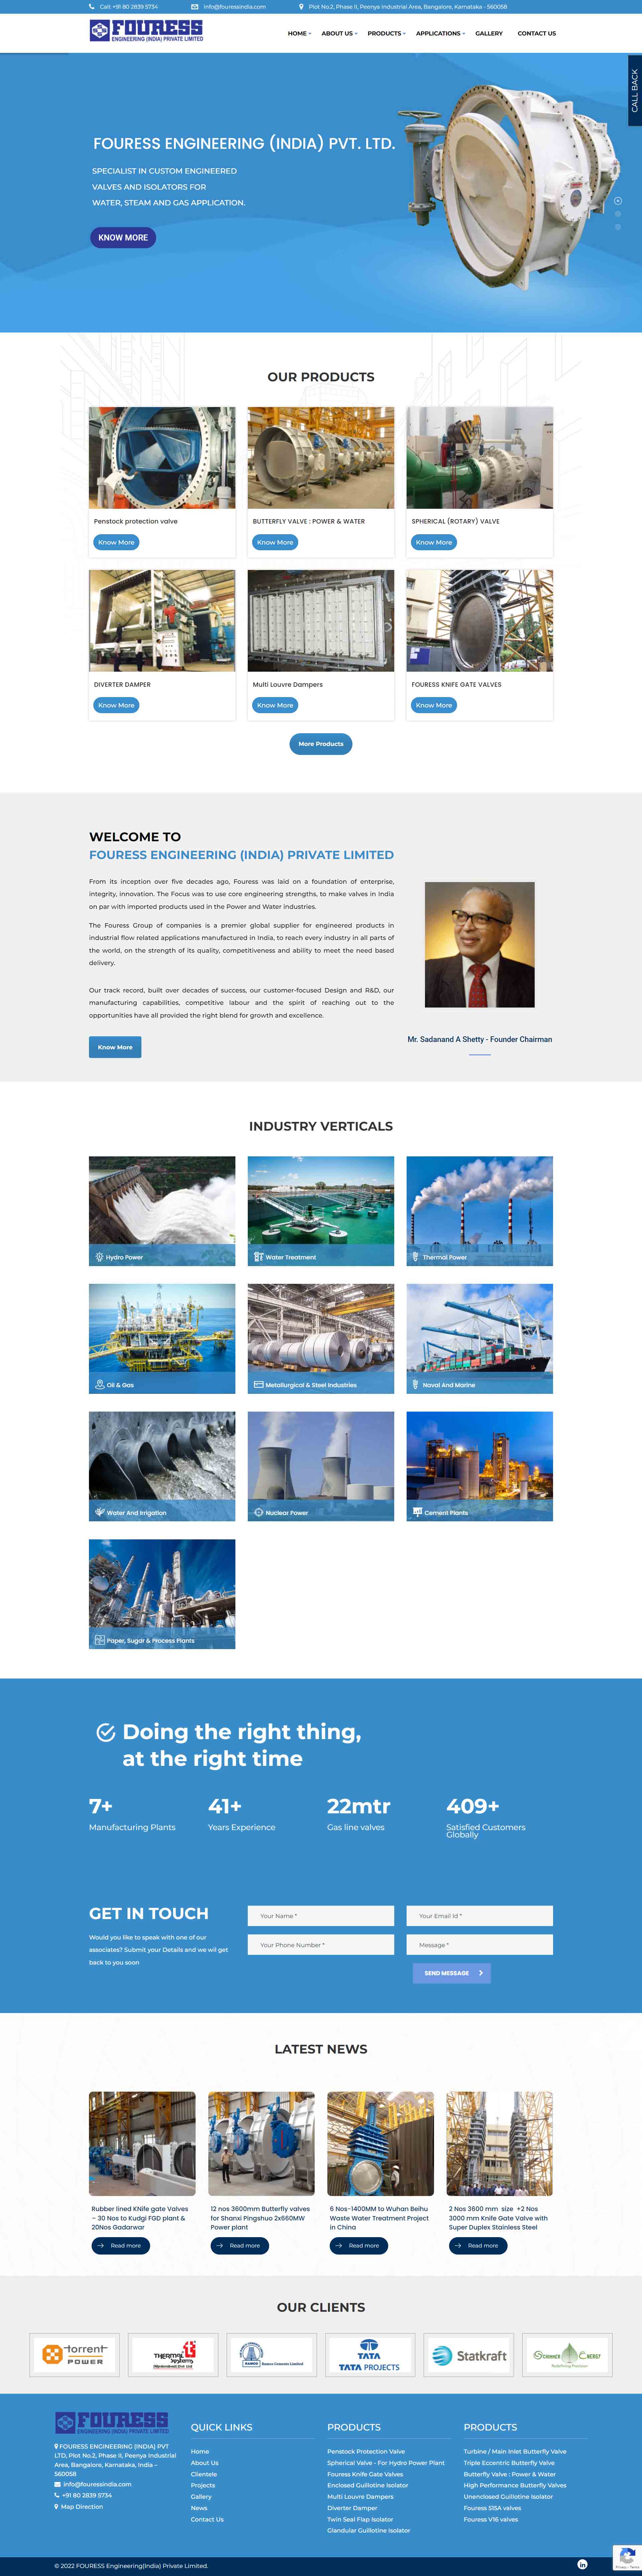 Call: +91 80 2839 5734
info@fouressindia.com
Plot No.2, Phase II, Peenya Industrial Area, Bangalore, Karnataka - 560058
FOURESS
ENGINEERING (INDIA) PRIVATE LIMITED
HOME
ABOUT US
PRODUCTS
APPLICATIONS
GALLERY
CONTACT US
CALL BACK
FOURESS ENGINEERING (INDIA) PVT. LTD.
SPECIALIST IN CUSTOM ENGINEERED
VALVES AND ISOLATORS FOR
WATER, STEAM AND GAS APPLICATION.
KNOW MORE
OUR PRODUCTS
Penstock protection valve
Know More
BUTTERFLY VALVE : POWER & WATER
Know More
SPHERICAL (ROTARY) VALVE
Know More
DIVERTER DAMPER
Know More
Multi Louvre Dampers
Know More
FOURESS KNIFE GATE VALVES
Know More
More Products
WELCOME TO
FOURESS ENGINEERING (INDIA) PRIVATE LIMITED
From its inception over five decades ago, Fouress was laid on a foundation of enterprise,
integrity, innovation. The Focus was to use core engineering strengths, to make valves in India
on par with imported products used in the Power and Water industries.
The Fouress Group of companies is a premier global supplier for engineered products in
industrial flow related applications manufactured in India, to reach every industry in all parts of
the world, on the strength of its quality, competitiveness and ability to meet the need based
delivery.
Our track record, built over decades of success, our customer-focused Design and R&D, our
manufacturing capabilities, competitive labour and the spirit of reaching out to the
opportunities have all provided the right blend for growth and excellence.
Know More
Mr. Sadanand A Shetty - Founder Chairman
INDUSTRY VERTICALS
Hydro Power
Water Treatment
Thermal Power
Oil & Gas
Metallurgical & Steel Industries
Naval And Marine
Water And Irrigation
Nuclear Power
Cement Plants
Paper, Sugar & Process Plants
Doing the right thing,
at the right time
7+
Manufacturing Plants
41+
Years Experience
22mtr
Gas line valves
409+
Satisfied Customers
Globally
GET IN TOUCH
Would you like to speak with one of our
associates? Submit your Details and we wil get
back to you soon
Your Name *
Your Email Id *
Your Phone Number *
Message *
SEND MESSAGE
LATEST NEWS
Rubber lined KNife gate Valves
– 30 Nos to Kudgi FGD plant &
20Nos Gadarwar
Read more
12 nos 3600mm Butterfly valves
for Shanxi Pingshuo 2x660MW
Power plant
Read more
6 Nos-1400MM to Wuhan Beihu
Waste Water Treatment Project
in China
Read more
2 Nos 3600 mm size +2 Nos
3000 mm Knife Gate Valve with
Super Duplex Stainless Steel
Read more
OUR CLIENTS
torrent
POWER
THERMAL
Systems
RAMCO
Ramco Cements Limited
TATA
TATA PROJECTS
Statkraft
ENERGY
FOURESS
ENGINEERING (INDIA) PRIVATE LIMITED
FOURESS ENGINEERING (INDIA) PVT
LTD, Plot No.2, Phase II, Peenya Industrial
Area, Bangalore, Karnataka, India –
560058
info@fouressindia.com
+91 80 2839 5734
Map Direction
QUICK LINKS
Home
About Us
Clientele
Projects
Gallery
News
Contact Us
PRODUCTS
Penstock Protection Valve
Spherical Valve - For Hydro Power Plant
Fouress Knife Gate Valves
Enclosed Guillotine Isolator
Multi Louvre Dampers
Diverter Damper
Twin Seal Flap Isolator
Glandular Guillotine Isolator
PRODUCTS
Turbine / Main Inlet Butterfly Valve
Triple Eccentric Butterfly Valve
Butterfly Valve : Power & Water
High Performance Butterfly Valves
Unenclosed Guillotine Isolator
Fouress S15A valves
Fouress V16 valves
© 2022 FOURESS Engineering(India) Private Limited.
in
Privacy - Terms